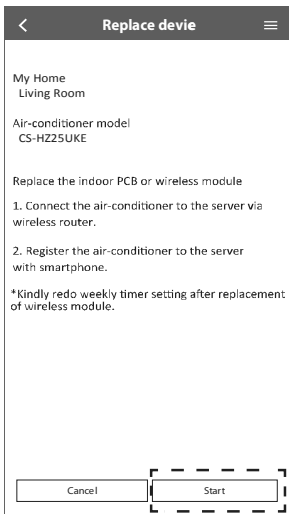 Replace devie
My Home
Living Room
Air-conditioner model
CS-HZ25UKE
Replace the indoor PCB or wireless module
1. Connect the air-conditioner to the server via
wireless router.
2. Register the air-conditioner to the server
with smartphone.
*Kindly redo weekly timer setting after replacement
of wireless module.
Cancel
Start